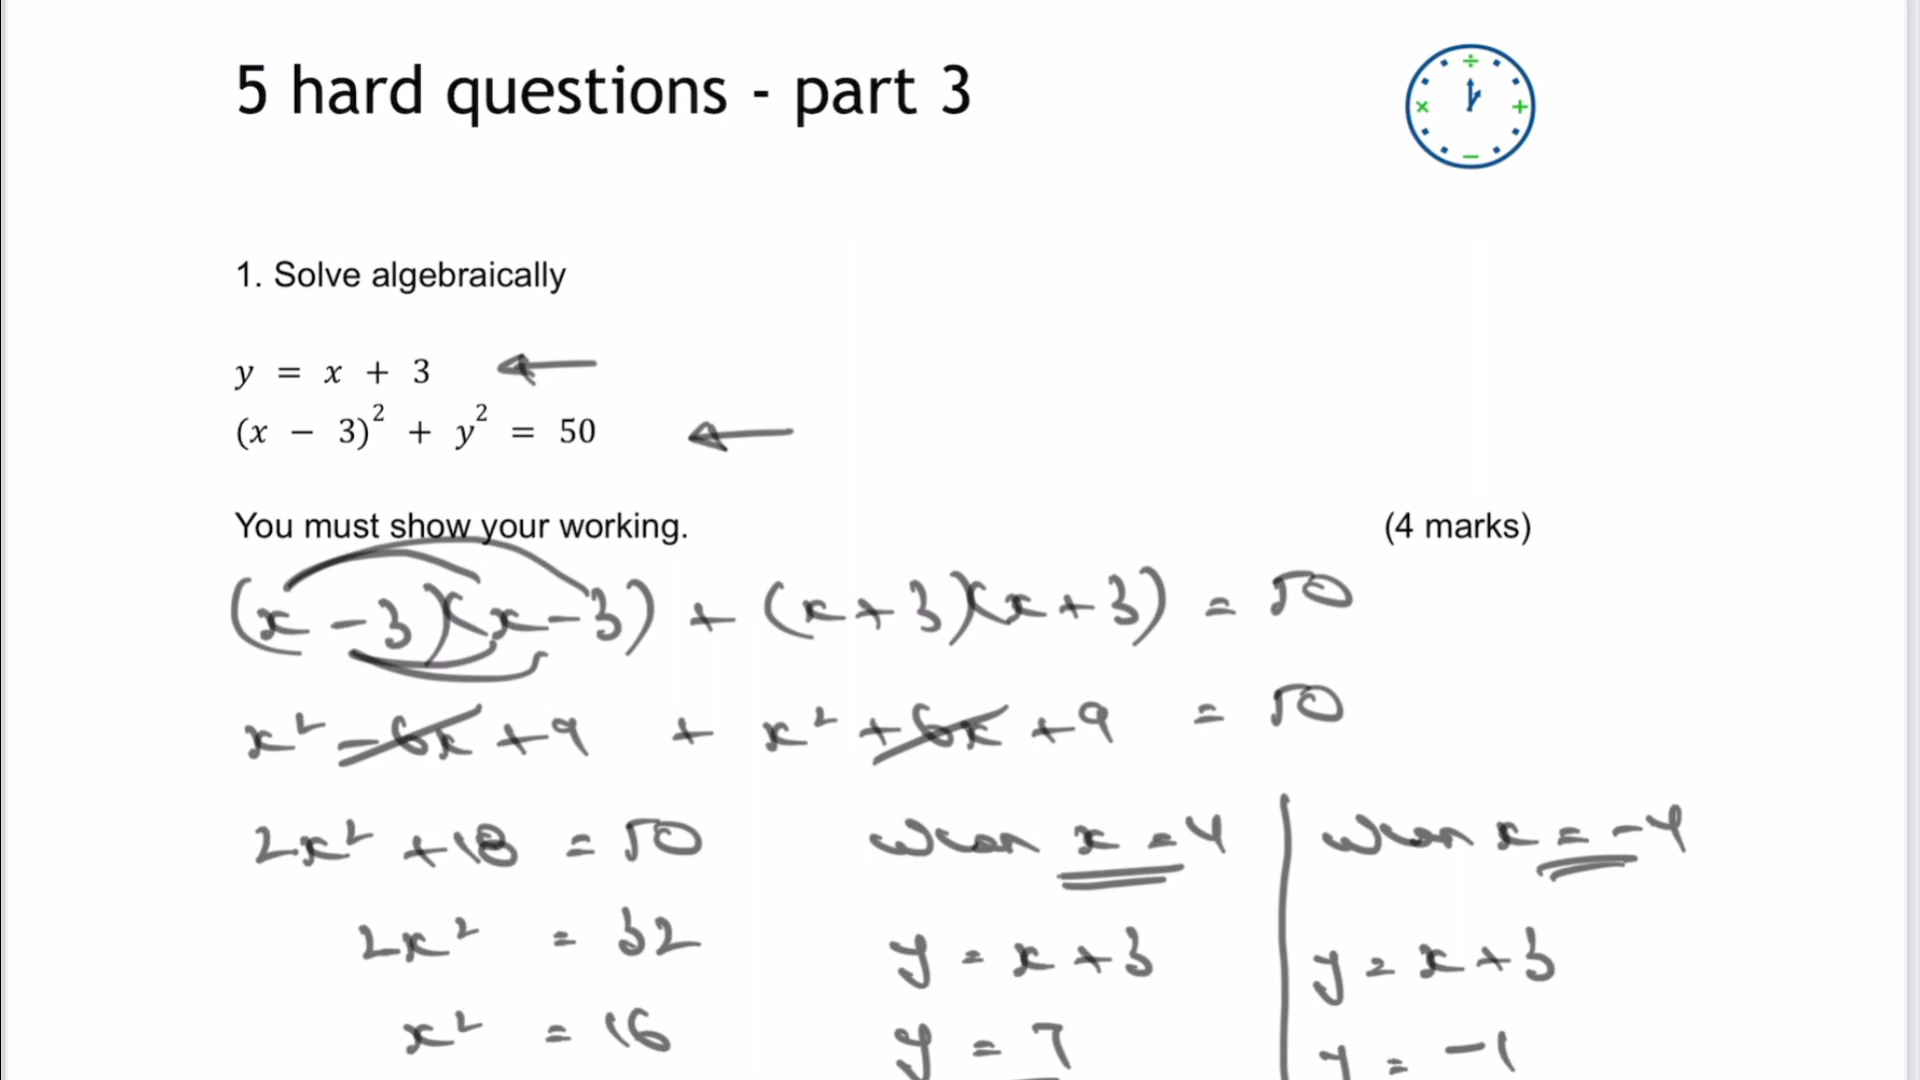 5 hard questions - part 3
÷
× +
−
1. Solve algebraically
y = x + 3
(x − 3)² + y² = 50
You must show your working. (4 marks)
(x − 3)(x − 3) + (x + 3)(x + 3) = 50
x² − 6x + 9 + x² + 6x + 9 = 50
2x² + 18 = 50 when x = 4 when x = −4
2x² = 32 y = x + 3 y = x + 3
x² = 16 y = 7 y = −1